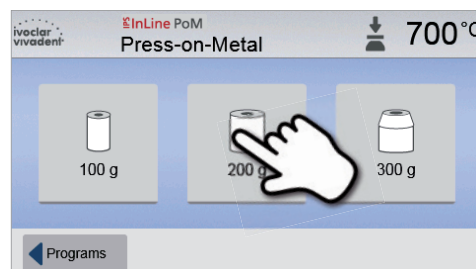 ivoclar vivadent
IPS InLine PoM
Press-on-Metal
700°C
100 g
200 g
300 g
Programs